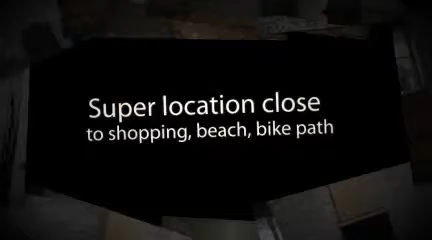 Super location close
to shopping, beach, bike path